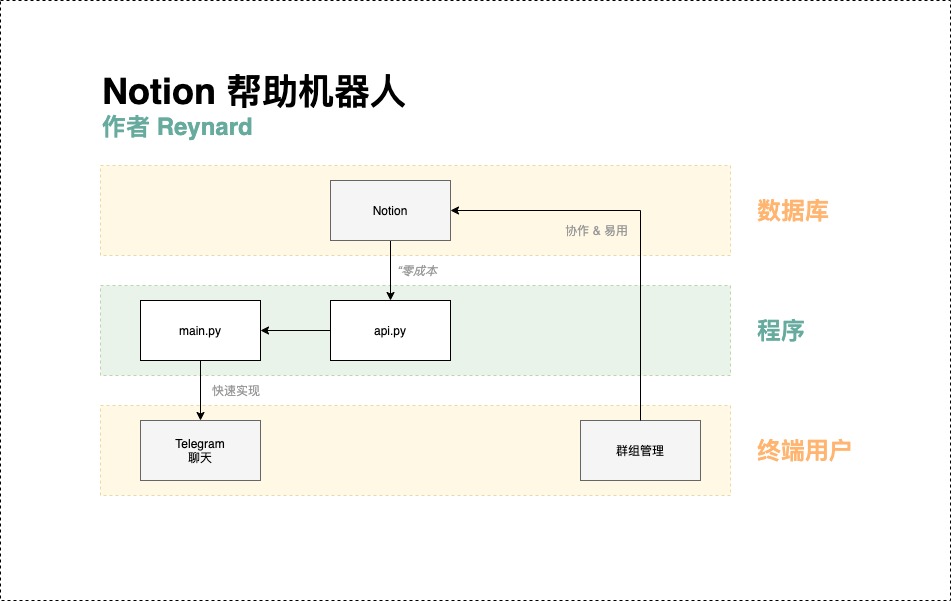 Notion 帮助机器人
作者 Reynard
Notion
数据库
协作 & 易用
“零成本
main.py
api.py
程序
快速实现
Telegram
聊天
群组管理
终端用户